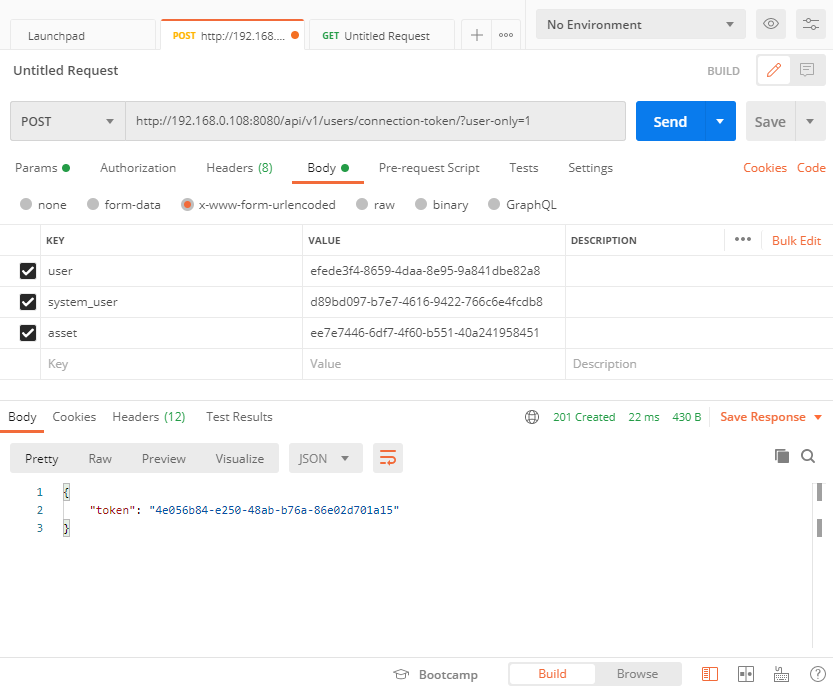 Launchpad
POST http://192.168.... GET Untitled Request
No Environment
Untitled Request
BUILD
POST http://192.168.0.108:8080/api/v1/users/connection-token/?user-only=1
Send Save
Params Authorization Headers (8) Body Pre-request Script Tests Settings Cookies Code
none form-data x-www-form-urlencoded raw binary GraphQL
KEY VALUE DESCRIPTION ••• Bulk Edit
user efede3f4-8659-4daa-8e95-9a841dbe82a8
system_user d89bd097-b7e7-4616-9422-766c6e4fcdb8
asset ee7e7446-6df7-4f60-b551-40a241958451
Key Value Description
Body Cookies Headers (12) Test Results 201 Created 22 ms 430 B Save Response
Pretty Raw Preview Visualize JSON
1 {
2 "token": "4e056b84-e250-48ab-b76a-86e02d701a15"
3 }
Bootcamp Build Browse ?